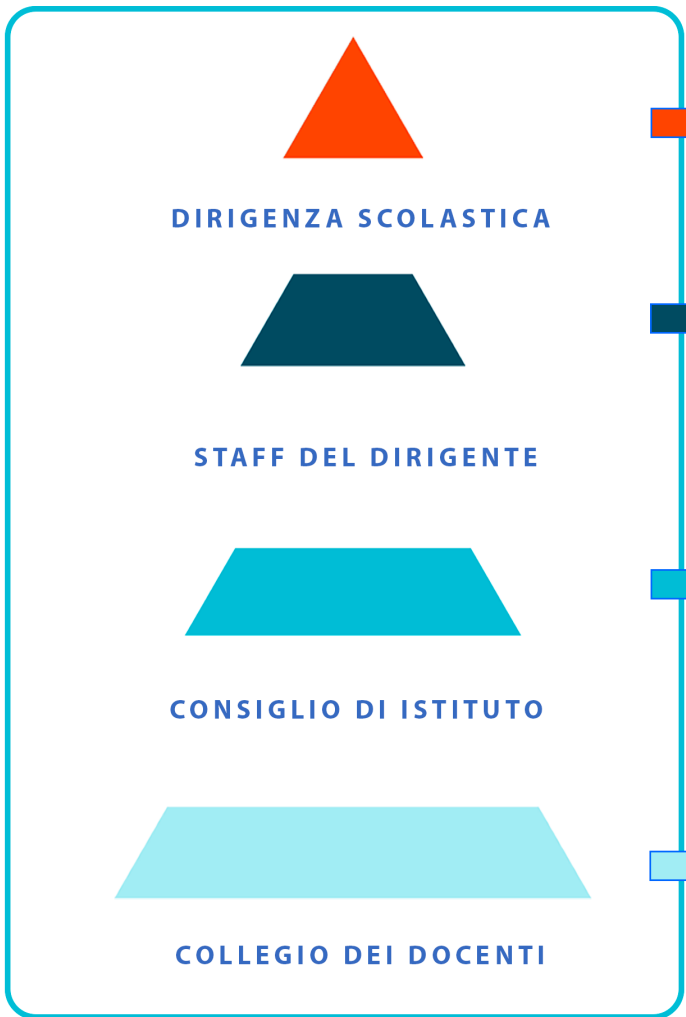 DIRIGENZA SCOLASTICA
STAFF DEL DIRIGENTE
CONSIGLIO DI ISTITUTO
COLLEGIO DEI DOCENTI